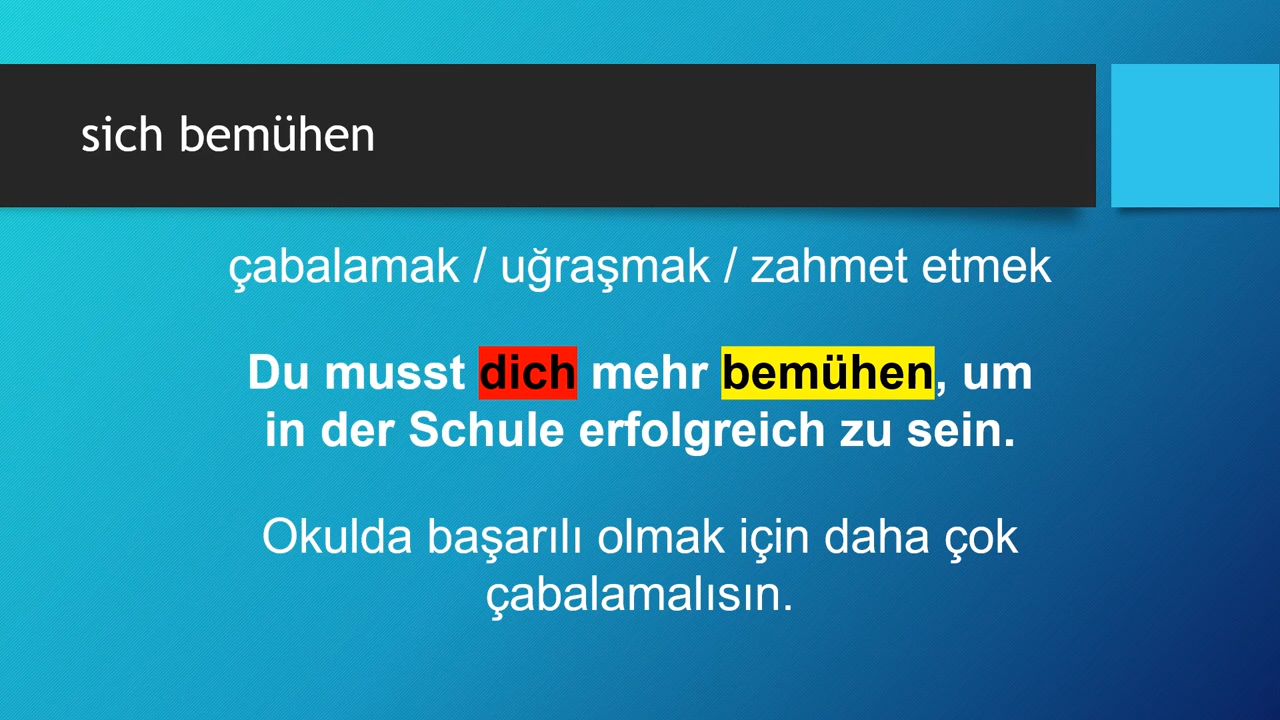 sich bemühen
çabalamak / uğraşmak / zahmet etmek
Du musst dich mehr bemühen, um
in der Schule erfolgreich zu sein.
Okulda başarılı olmak için daha çok
çabalamalısın.